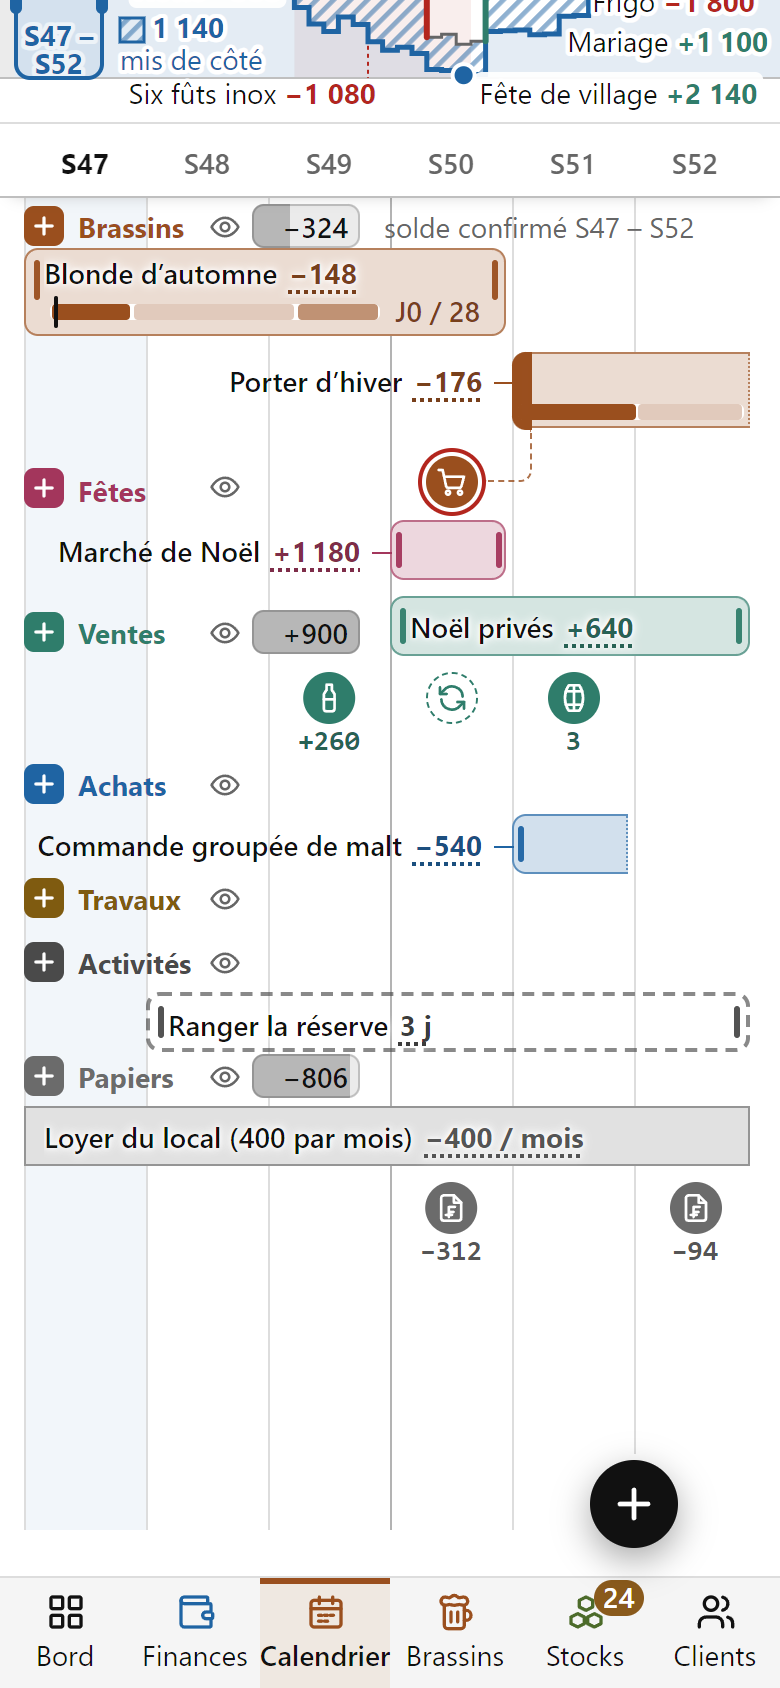 Frigo −1 800
S47 –
S52
1 140
mis de côté
Mariage +1 100
Six fûts inox −1 080
Fête de village +2 140
S47 S48 S49 S50 S51 S52
Brassins −324 solde confirmé S47 – S52
Blonde d’automne −148
J0 / 28
Porter d’hiver −176
Fêtes
Marché de Noël +1 180
Ventes +900
Noël privés +640
+260 3
Achats
Commande groupée de malt −540
Travaux
Activités
Ranger la réserve 3 j
Papiers −806
Loyer du local (400 par mois) −400 / mois
−312 −94
24
Bord Finances Calendrier Brassins Stocks Clients